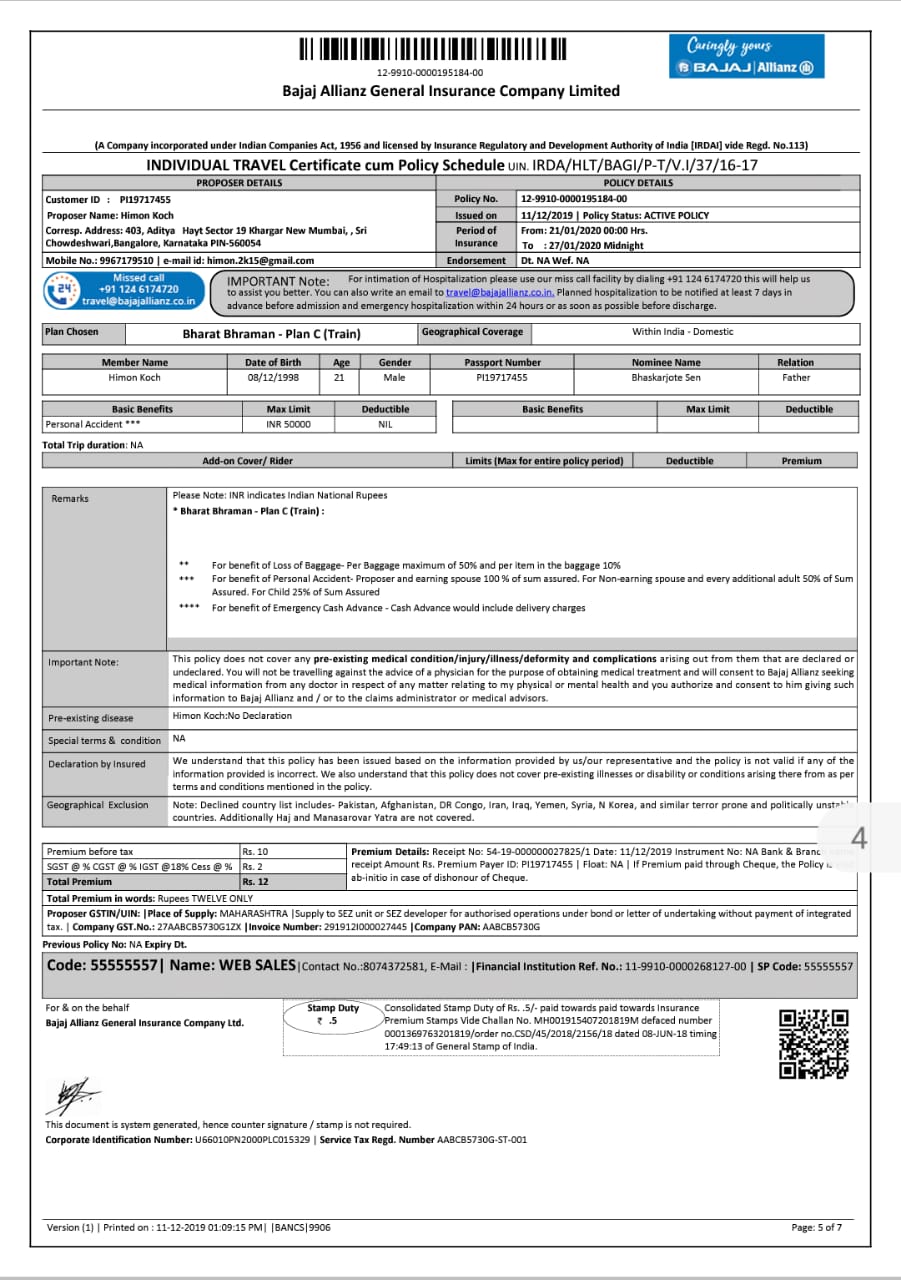 Caringly yours
BAJAJ | Allianz
12-9910-0000195184-00
Bajaj Allianz General Insurance Company Limited
(A Company incorporated under Indian Companies Act, 1956 and licensed by Insurance Regulatory and Development Authority of India [IRDAI] vide Regd. No.113)
INDIVIDUAL TRAVEL Certificate cum Policy Schedule UIN. IRDA/HLT/BAGI/P-T/V.I/37/16-17
PROPOSER DETAILS POLICY DETAILS
Customer ID : PI19717455 Policy No. 12-9910-0000195184-00
Proposer Name: Himon Koch Issued on 11/12/2019 | Policy Status: ACTIVE POLICY
Corresp. Address: 403, Aditya Hayt Sector 19 Khargar New Mumbai, , Sri Period of From: 21/01/2020 00:00 Hrs.
Chowdeshwari,Bangalore, Karnataka PIN-560054 Insurance To : 27/01/2020 Midnight
Mobile No.: 9967179510 | e-mail id: himon.2k15@gmail.com Endorsement Dt. NA Wef. NA
24
Missed call
+91 124 6174720
travel@bajajallianz.co.in
IMPORTANT Note: For intimation of Hospitalization please use our miss call facility by dialing +91 124 6174720 this will help us
to assist you better. You can also write an email to travel@bajajallianz.co.in. Planned hospitalization to be notified at least 7 days in
advance before admission and emergency hospitalization within 24 hours or as soon as possible before discharge.
Plan Chosen Bharat Bhraman - Plan C (Train) Geographical Coverage Within India - Domestic
Member Name Date of Birth Age Gender Passport Number Nominee Name Relation
Himon Koch 08/12/1998 21 Male PI19717455 Bhaskarjote Sen Father
Basic Benefits Max Limit Deductible Basic Benefits Max Limit Deductible
Personal Accident *** INR 50000 NIL
Total Trip duration: NA
Add-on Cover/ Rider Limits (Max for entire policy period) Deductible Premium
Remarks Please Note: INR indicates Indian National Rupees
* Bharat Bhraman - Plan C (Train) :
** For benefit of Loss of Baggage- Per Baggage maximum of 50% and per item in the baggage 10%
*** For benefit of Personal Accident- Proposer and earning spouse 100 % of sum assured. For Non-earning spouse and every additional adult 50% of Sum
Assured. For Child 25% of Sum Assured
**** For benefit of Emergency Cash Advance - Cash Advance would include delivery charges
Important Note: This policy does not cover any pre-existing medical condition/injury/illness/deformity and complications arising out from them that are declared or
undeclared. You will not be travelling against the advice of a physician for the purpose of obtaining medical treatment and will consent to Bajaj Allianz seeking
medical information from any doctor in respect of any matter relating to my physical or mental health and you authorize and consent to him giving such
information to Bajaj Allianz and / or to the claims administrator or medical advisors.
Pre-existing disease Himon Koch:No Declaration
Special terms & condition NA
Declaration by Insured We understand that this policy has been issued based on the information provided by us/our representative and the policy is not valid if any of the
information provided is incorrect. We also understand that this policy does not cover pre-existing illnesses or disability or conditions arising there from as per
terms and conditions mentioned in the policy.
Geographical Exclusion Note: Declined country list includes- Pakistan, Afghanistan, DR Congo, Iran, Iraq, Yemen, Syria, N Korea, and similar terror prone and politically
countries. Additionally Haj and Manasarovar Yatra are not covered.
4
Premium before tax Rs. 10 Premium Details: Receipt No: 54-19-000000027825/1 Date: 11/12/2019 Instrument No: NA Bank &
SGST @ % CGST @ % IGST @18% Cess @ % Rs. 2 receipt Amount Rs. Premium Payer ID: PI19717455 | Float: NA | If Premium paid through Cheque, the Policy
Total Premium Rs. 12 ab-initio in case of dishonour of Cheque.
Total Premium in words: Rupees TWELVE ONLY
Proposer GSTIN/UIN: |Place of Supply: MAHARASHTRA |Supply to SEZ unit or SEZ developer for authorised operations under bond or letter of undertaking without payment of integrated
tax. | Company GST.No.: 27AABCB5730G1ZX |Invoice Number: 291912I000027445 |Company PAN: AABCB5730G
Previous Policy No: NA Expiry Dt.
Code: 55555557| Name: WEB SALES|Contact No.:8074372581, E-Mail : |Financial Institution Ref. No.: 11-9910-0000268127-00 | SP Code: 55555557
For & on the behalf
Bajaj Allianz General Insurance Company Ltd.
Stamp Duty
₹ .5
Consolidated Stamp Duty of Rs. .5/- paid towards paid towards Insurance
Premium Stamps Vide Challan No. MH001915407201819M defaced number
0001369763201819/order no.CSD/45/2018/2156/18 dated 08-JUN-18 timing
17:49:13 of General Stamp of India.
This document is system generated, hence counter signature / stamp is not required.
Corporate Identification Number: U66010PN2000PLC015329 | Service Tax Regd. Number AABCB5730G-ST-001
Version (1) | Printed on : 11-12-2019 01:09:15 PM| |BANCS|9906 Page: 5 of 7